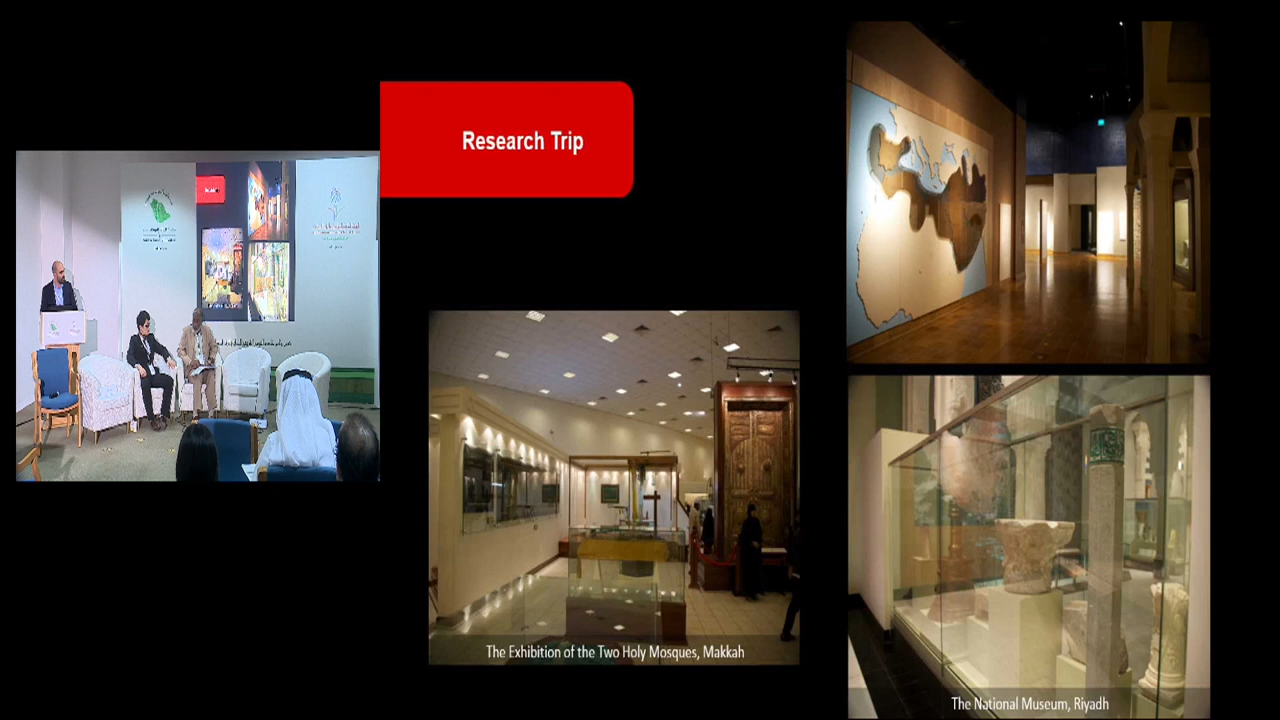 Research Trip
The Exhibition of the Two Holy Mosques, Makkah
The National Museum, Riyadh